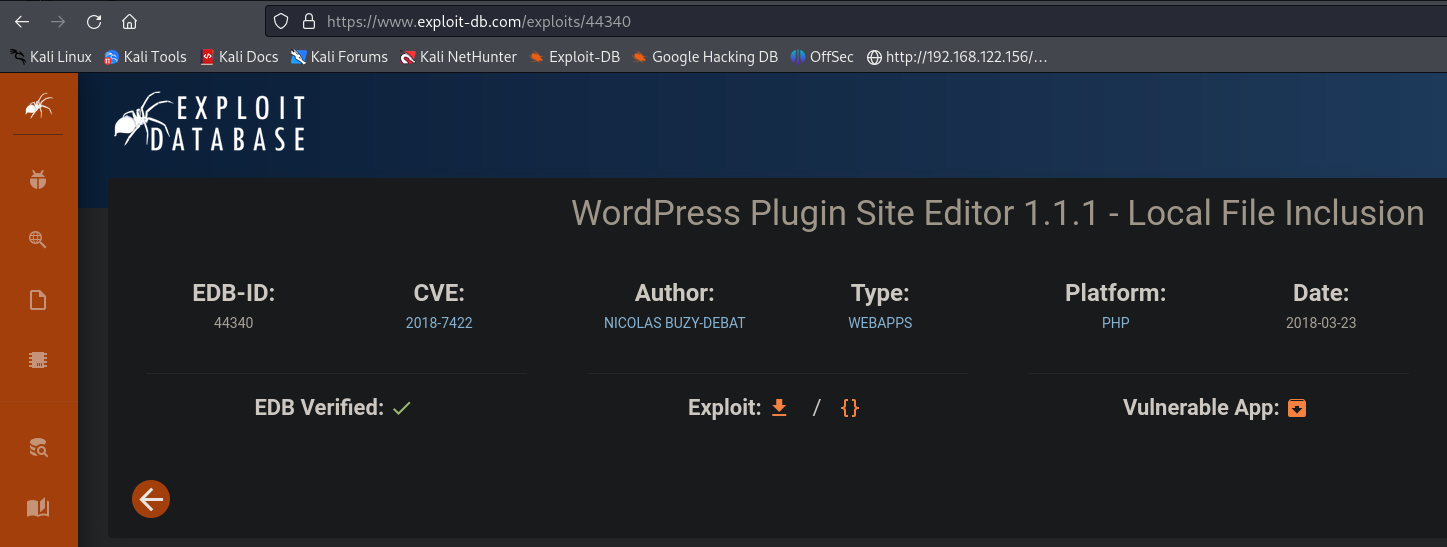 https://www.exploit-db.com/exploits/44340
Kali Linux Kali Tools Kali Docs Kali Forums Kali NetHunter Exploit-DB Google Hacking DB OffSec http://192.168.122.156/…
EXPLOIT
DATABASE
WordPress Plugin Site Editor 1.1.1 - Local File Inclusion
EDB-ID: CVE: Author: Type: Platform: Date:
44340 2018-7422 NICOLAS BUZY-DEBAT WEBAPPS PHP 2018-03-23
EDB Verified: Exploit: / {} Vulnerable App: